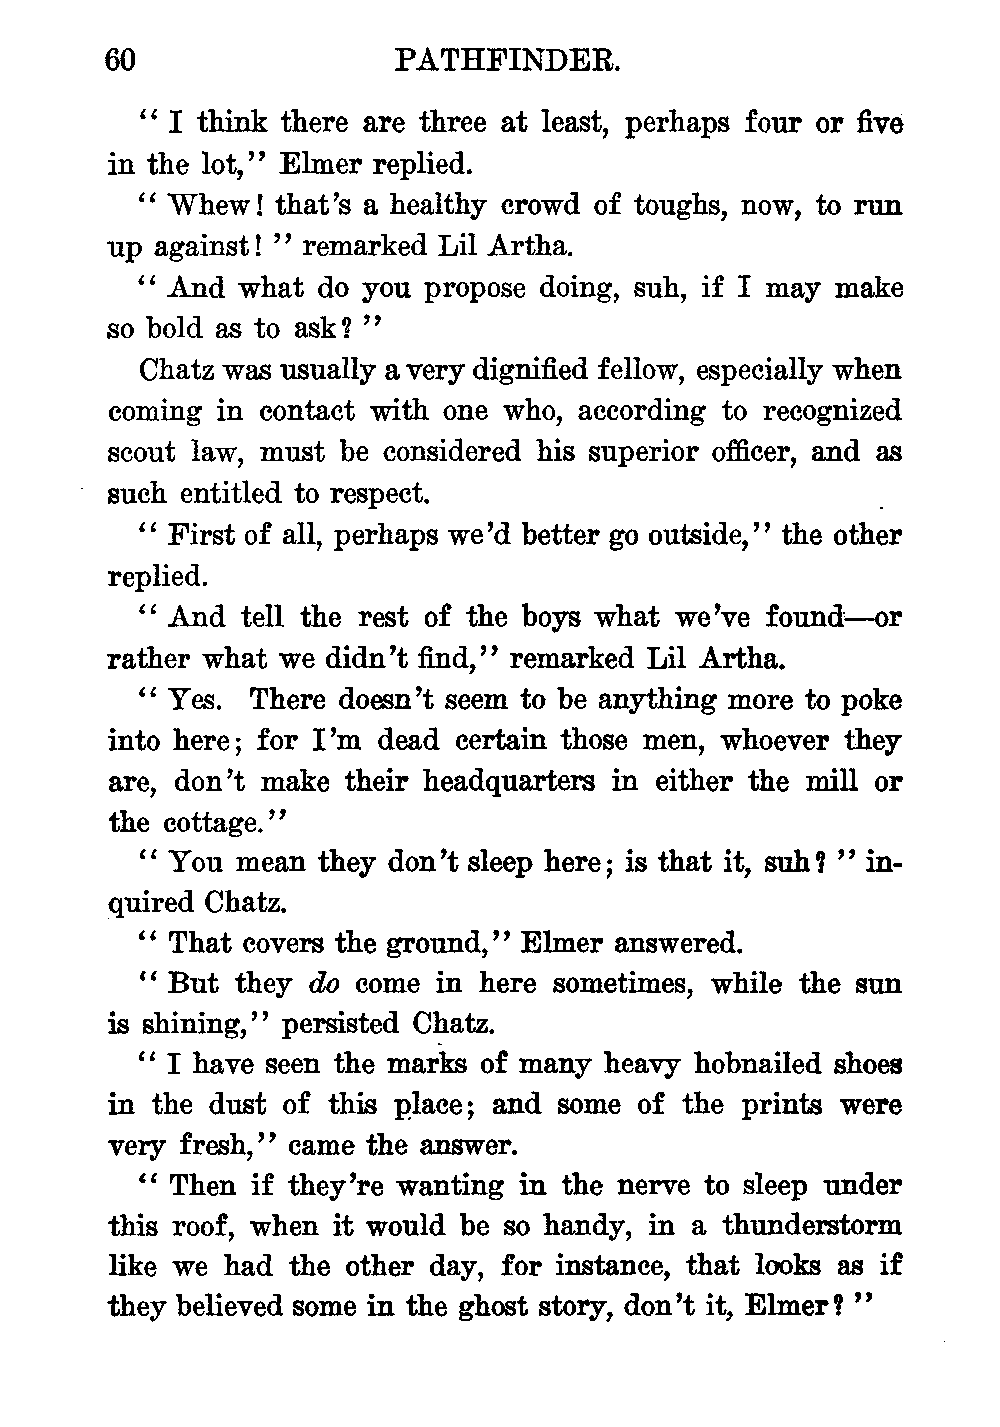 60 PATHFINDER.
“ I think there are three at least, perhaps four or five
in the lot,” Elmer replied.
“ Whew! that’s a healthy crowd of toughs, now, to run
up against! ” remarked Lil Artha.
“ And what do you propose doing, suh, if I may make
so bold as to ask? ”
Chatz was usually a very dignified fellow, especially when
coming in contact with one who, according to recognized
scout law, must be considered his superior officer, and as
such entitled to respect.
“ First of all, perhaps we’d better go outside,” the other
replied.
“ And tell the rest of the boys what we’ve found—or
rather what we didn’t find,” remarked Lil Artha.
“ Yes. There doesn’t seem to be anything more to poke
into here; for I’m dead certain those men, whoever they
are, don’t make their headquarters in either the mill or
the cottage.”
“ You mean they don’t sleep here; is that it, suh? ” in-
quired Chatz.
“ That covers the ground,” Elmer answered.
“ But they do come in here sometimes, while the sun
is shining,” persisted Chatz.
“ I have seen the marks of many heavy hobnailed shoes
in the dust of this place; and some of the prints were
very fresh,” came the answer.
“ Then if they’re wanting in the nerve to sleep under
this roof, when it would be so handy, in a thunderstorm
like we had the other day, for instance, that looks as if
they believed some in the ghost story, don’t it, Elmer? ”